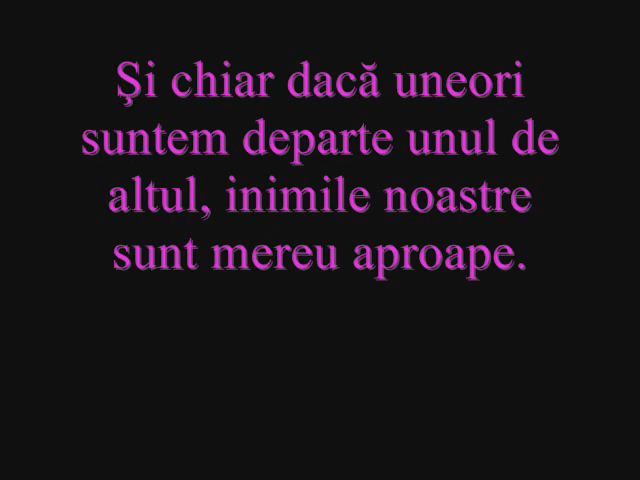 Şi chiar dacă uneori
suntem departe unul de
altul, inimile noastre
sunt mereu aproape.